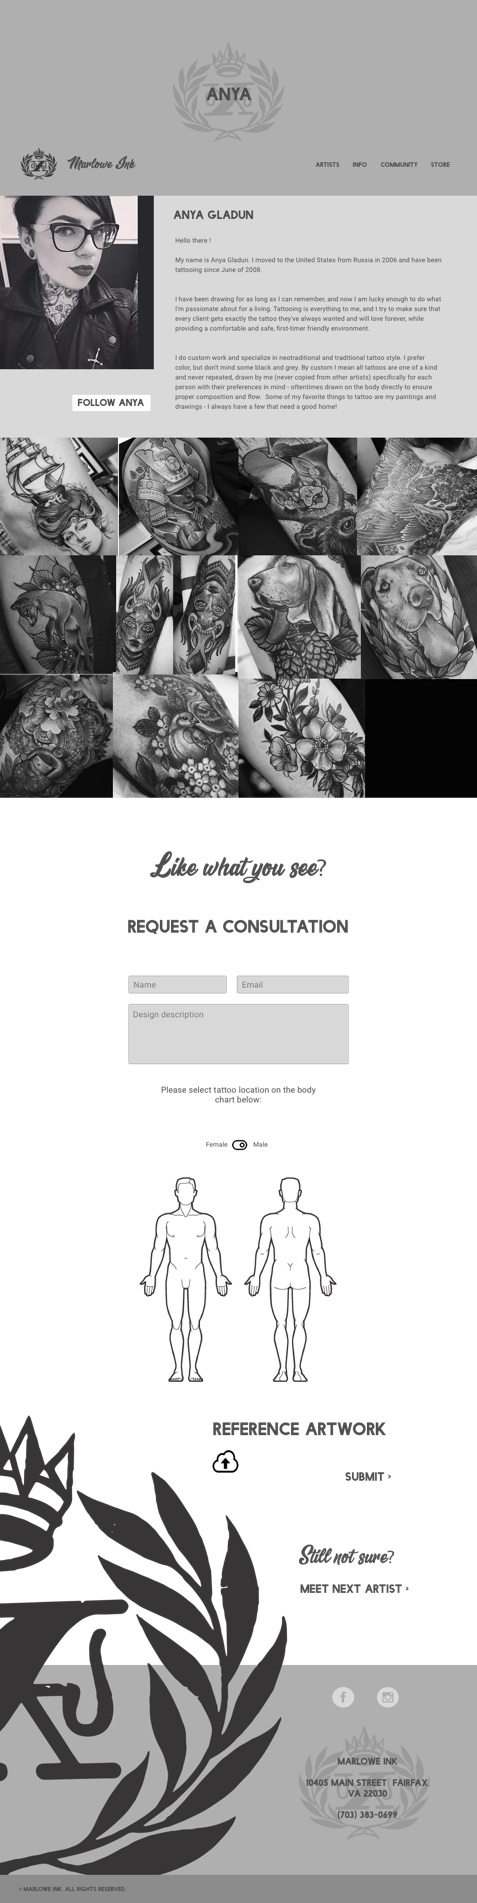 ANYA
Marlowe Ink
ARTISTS INFO COMMUNITY STORE
ANYA GLADUN
Hello there !
My name is Anya Gladun. I moved to the United States from Russia in 2006 and have been
tattooing since June of 2008.
I have been drawing for as long as I can remember, and now I am lucky enough to do what
I'm passionate about for a living. Tattooing is everything to me, and I try to make sure that
every client gets exactly the tattoo they've always wanted and will love forever, while
providing a comfortable and safe, first-timer friendly environment.
I do custom work and specialize in neotraditional and traditional tattoo style. I prefer
color, but don't mind some black and grey. By custom I mean all tattoos are one of a kind
and never repeated, drawn by me (never copied from other artists) specifically for each
person with their preferences in mind - oftentimes drawn on the body directly to ensure
proper composition and flow. Some of my favorite things to tattoo are my paintings and
drawings - I always have a few that need a good home!
FOLLOW ANYA
Like what you see?
REQUEST A CONSULTATION
Name Email
Design description
Please select tattoo location on the body
chart below:
Female Male
REFERENCE ARTWORK
SUBMIT >
Still not sure?
MEET NEXT ARTIST >
MARLOWE INK
10405 MAIN STREET FAIRFAX,
VA 22030
(703) 383-0699
© MARLOWE INK. ALL RIGHTS RESERVED.